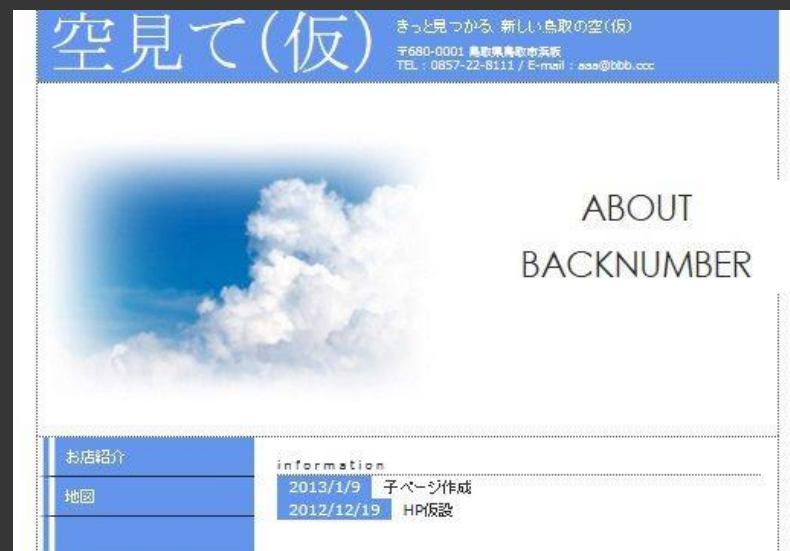 空見て(仮)
きっと見つかる、新しい鳥取の空(仮)
〒680-0001 鳥取県鳥取市浜坂
TEL : 0857-22-8111 / E-mail : aaa@bbb.ccc
ABOUT
BACKNUMBER
お店紹介
地図
information
2013/1/9 子ページ作成
2012/12/19 HP仮設